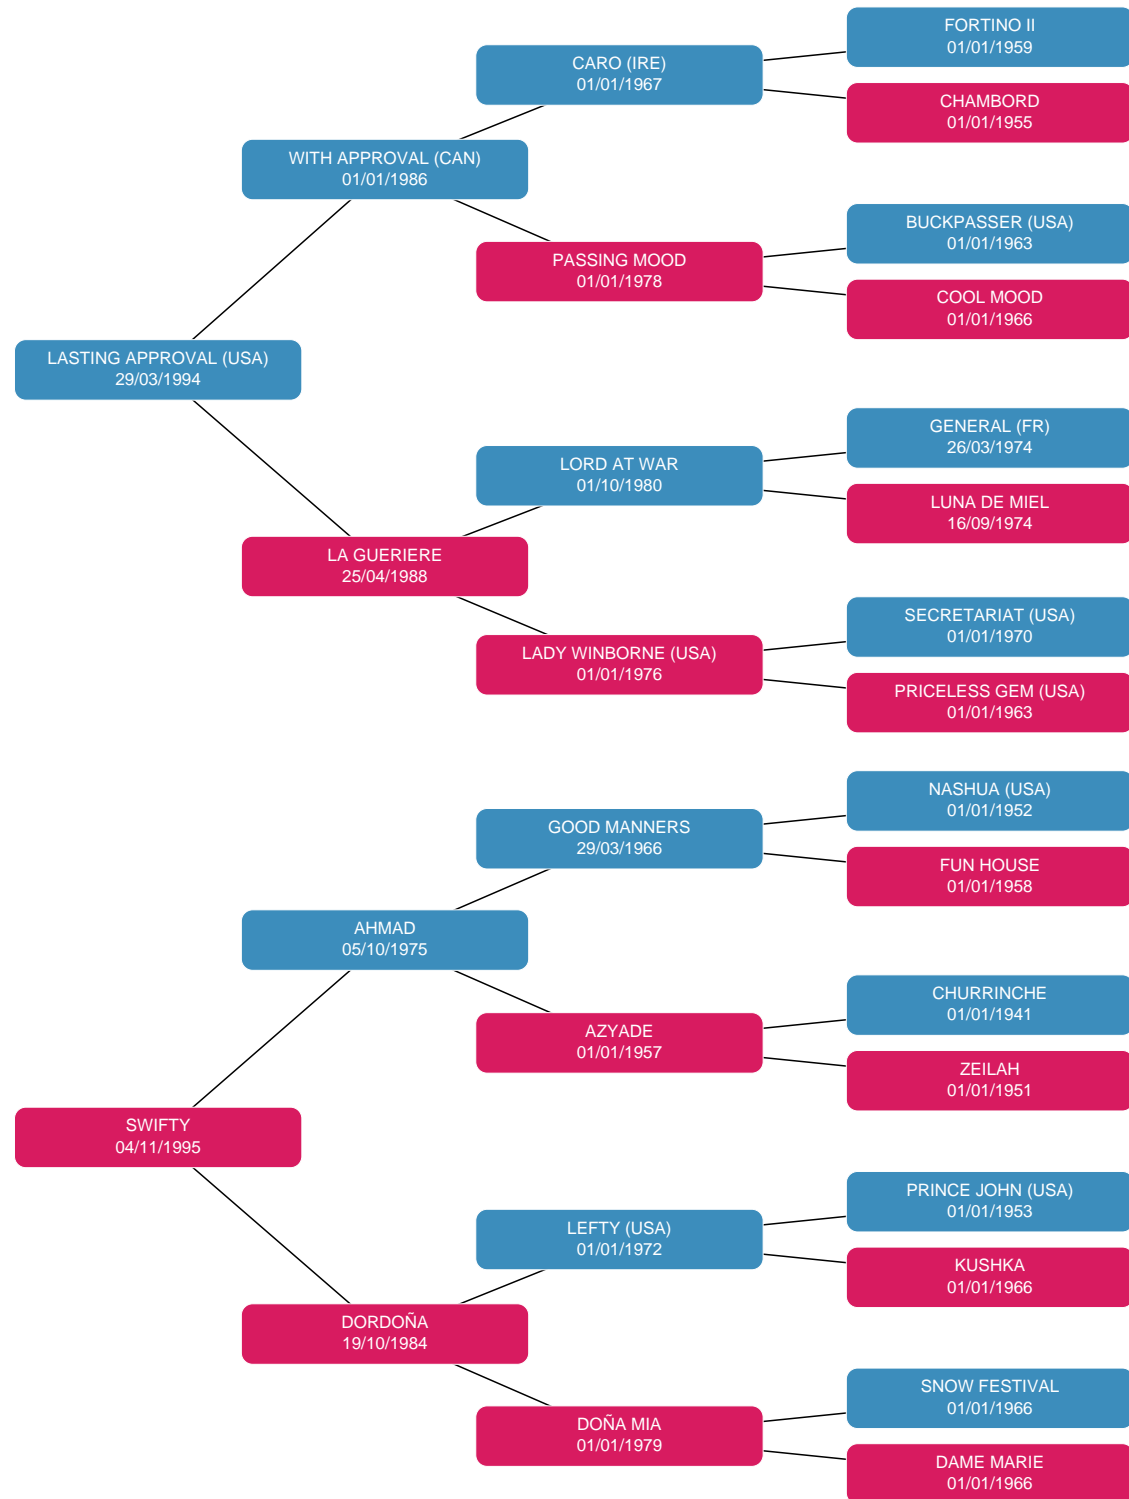 FORTINO II
01/01/1959
CARO (IRE)
01/01/1967
CHAMBORD
01/01/1955
WITH APPROVAL (CAN)
01/01/1986
BUCKPASSER (USA)
01/01/1963
PASSING MOOD
01/01/1978
COOL MOOD
01/01/1966
LASTING APPROVAL (USA)
29/03/1994
GENERAL (FR)
26/03/1974
LORD AT WAR
01/10/1980
LUNA DE MIEL
16/09/1974
LA GUERIERE
25/04/1988
SECRETARIAT (USA)
01/01/1970
LADY WINBORNE (USA)
01/01/1976
PRICELESS GEM (USA)
01/01/1963
NASHUA (USA)
01/01/1952
GOOD MANNERS
29/03/1966
FUN HOUSE
01/01/1958
AHMAD
05/10/1975
CHURRINCHE
01/01/1941
AZYADE
01/01/1957
ZEILAH
01/01/1951
SWIFTY
04/11/1995
PRINCE JOHN (USA)
01/01/1953
LEFTY (USA)
01/01/1972
KUSHKA
01/01/1966
DORDOÑA
19/10/1984
SNOW FESTIVAL
01/01/1966
DOÑA MIA
01/01/1979
DAME MARIE
01/01/1966